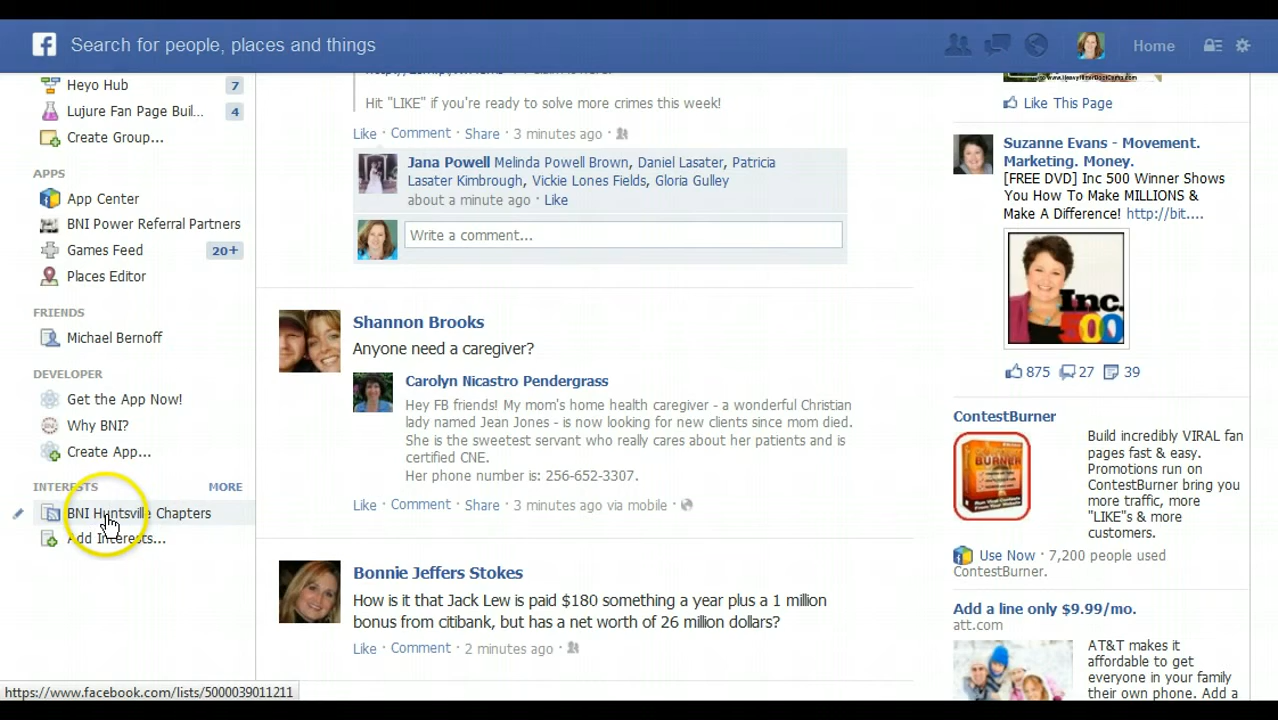 Search for people, places and things
Home
Heyo Hub 7
Lujure Fan Page Buil... 4
Create Group...
APPS
App Center
BNI Power Referral Partners
Games Feed 20+
Places Editor
FRIENDS
Michael Bernoff
DEVELOPER
Get the App Now!
Why BNI?
Create App...
INTERESTS MORE
BNI Huntsville Chapters
Add Interests...
https://www.facebook.com/lists/5000039011211
Hit "LIKE" if you're ready to solve more crimes this week!
Like · Comment · Share · 3 minutes ago ·
Jana Powell Melinda Powell Brown, Daniel Lasater, Patricia
Lasater Kimbrough, Vickie Lones Fields, Gloria Gulley
about a minute ago · Like
Write a comment...
Shannon Brooks
Anyone need a caregiver?
Carolyn Nicastro Pendergrass
Hey FB friends! My mom's home health caregiver - a wonderful Christian
lady named Jean Jones - is now looking for new clients since mom died.
She is the sweetest servant who really cares about her patients and is
certified CNE.
Her phone number is: 256-652-3307.
Like · Comment · Share · 3 minutes ago via mobile ·
Bonnie Jeffers Stokes
How is it that Jack Lew is paid $180 something a year plus a 1 million
bonus from citibank, but has a net worth of 26 million dollars?
Like · Comment · 2 minutes ago ·
Like This Page
Suzanne Evans - Movement.
Marketing. Money.
[FREE DVD] Inc 500 Winner Shows
You How To Make MILLIONS &
Make A Difference! http://bit....
Inc.
500
875 27 39
ContestBurner
BURNER
Build incredibly VIRAL fan
pages fast & easy.
Promotions run on
ContestBurner bring you
more traffic, more
"LIKE"s & more
customers.
Use Now · 7,200 people used
ContestBurner.
Add a line only $9.99/mo.
att.com
AT&T makes it
affordable to get
everyone in your family
their own phone. Add a